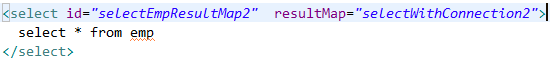 <select id="selectEmpResultMap2"  resultMap="selectWithConnection2">
  select * from emp
</select>